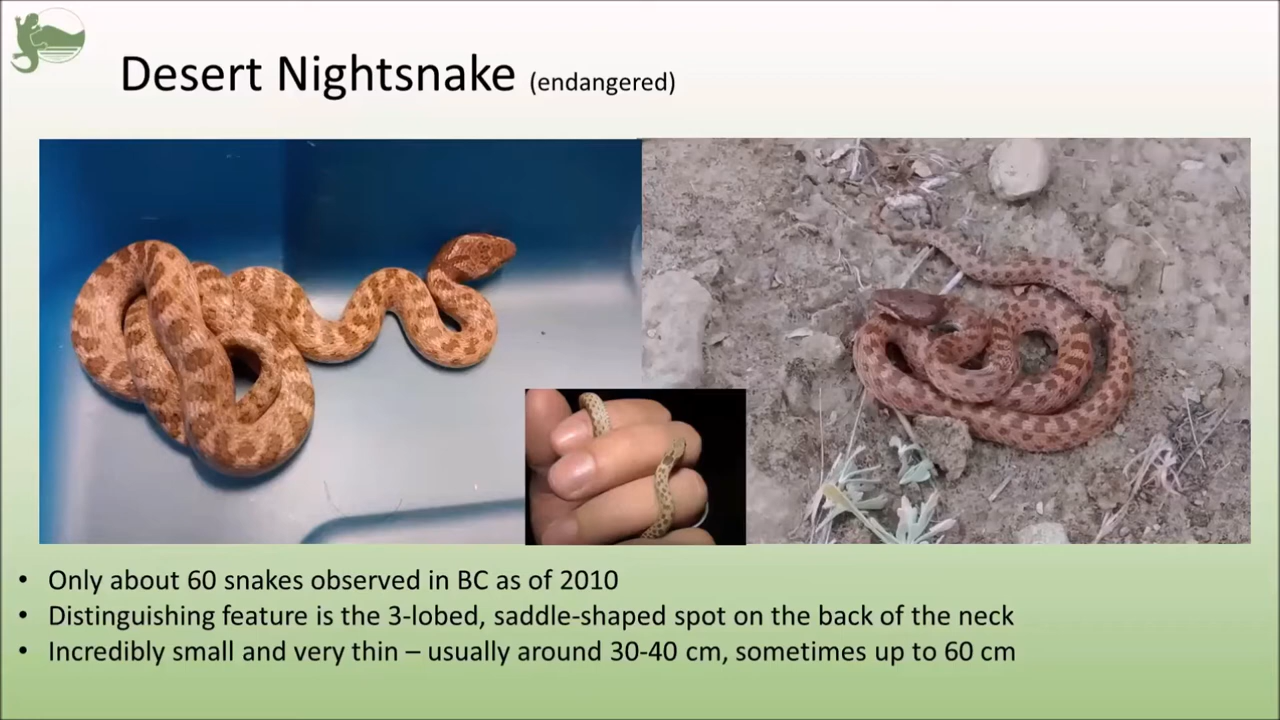 Desert Nightsnake (endangered)
• Only about 60 snakes observed in BC as of 2010
• Distinguishing feature is the 3-lobed, saddle-shaped spot on the back of the neck
• Incredibly small and very thin – usually around 30-40 cm, sometimes up to 60 cm